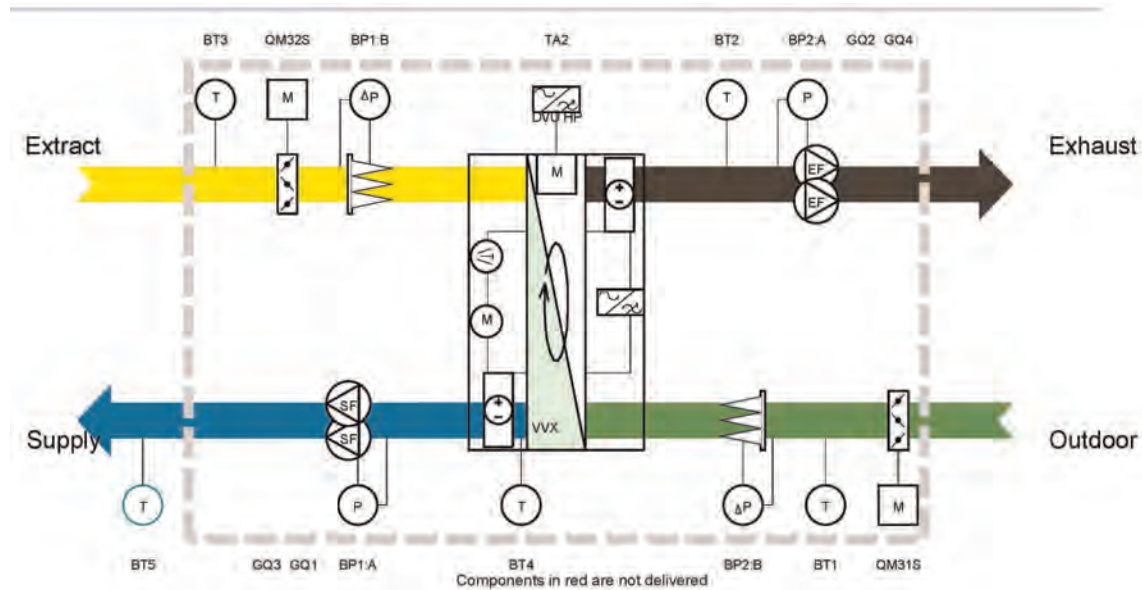 BT3 QM32S BP1:B TA2 BT2 BP2:A GQ2 GQ4
T M ΔP T P
DVU HP
Extract Exhaust
M EF
EF
M
SF
SF
VVX
Supply Outdoor
T P T ΔP T M
BT5 GQ3 GQ1 BP1:A BT4 BP2:B BT1 QM31S
Components in red are not delivered